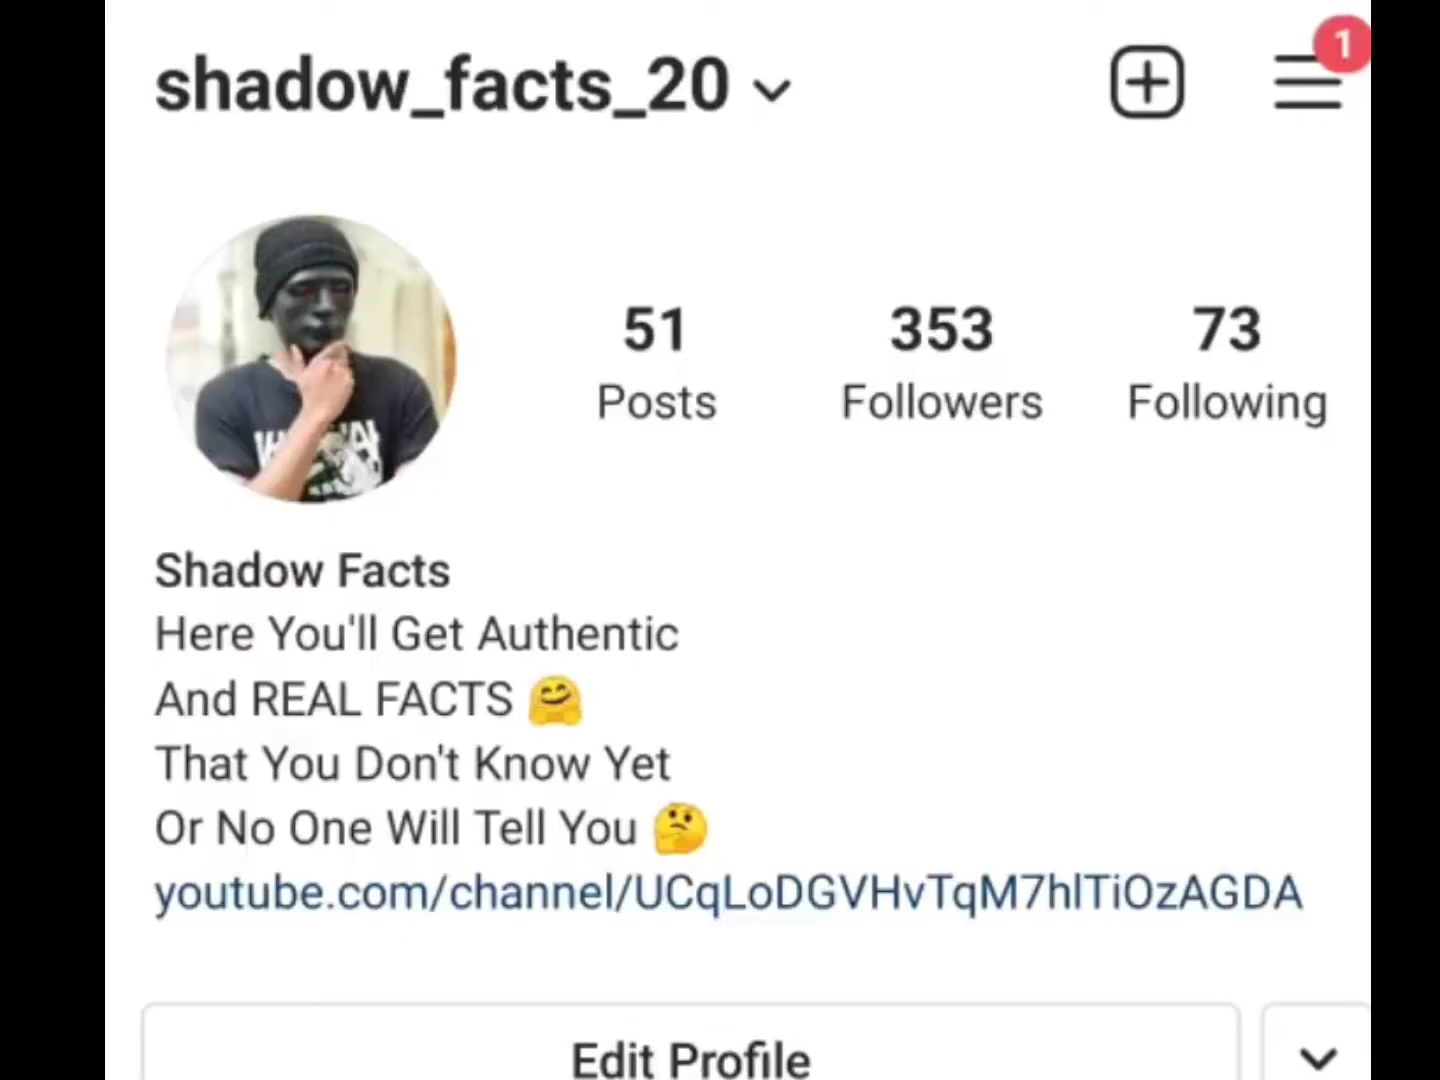 shadow_facts_20
1
51
353
73
Posts
Followers
Following
Shadow Facts
Here You'll Get Authentic
And REAL FACTS 🤗
That You Don't Know Yet
Or No One Will Tell You 🤔
youtube.com/channel/UCqLoDGVHvTqM7hlTiOzAGDA
Edit Profile